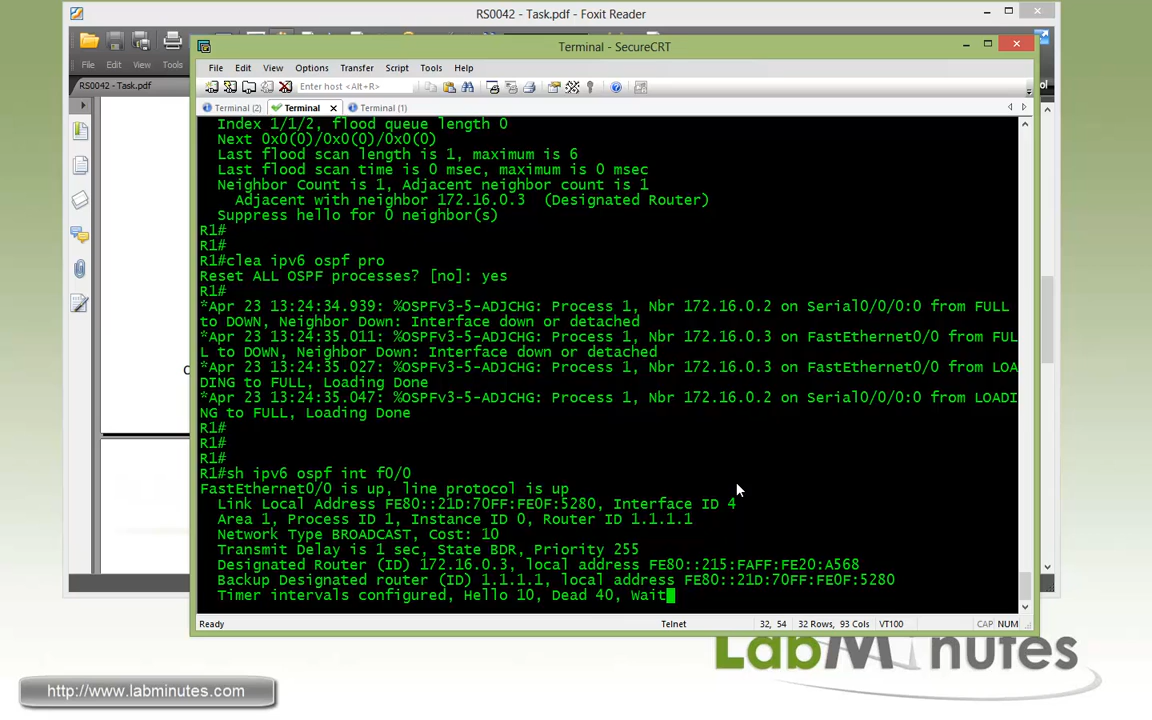 RS0042 - Task.pdf - Foxit Reader
Terminal - SecureCRT
File Edit View Tools
RS0042 - Task.pdf
File Edit View Options Transfer Script Tools Help
Enter host <Alt+R>
Terminal (2) Terminal Terminal (1)
Index 1/1/2, flood queue length 0
Next 0x0(0)/0x0(0)/0x0(0)
Last flood scan length is 1, maximum is 6
Last flood scan time is 0 msec, maximum is 0 msec
Neighbor Count is 1, Adjacent neighbor count is 1
Adjacent with neighbor 172.16.0.3  (Designated Router)
Suppress hello for 0 neighbor(s)
R1#
R1#
R1#clea ipv6 ospf pro
Reset ALL OSPF processes? [no]: yes
R1#
*Apr 23 13:24:34.939: %OSPFv3-5-ADJCHG: Process 1, Nbr 172.16.0.2 on Serial0/0/0:0 from FULL
to DOWN, Neighbor Down: Interface down or detached
*Apr 23 13:24:35.011: %OSPFv3-5-ADJCHG: Process 1, Nbr 172.16.0.3 on FastEthernet0/0 from FUL
L to DOWN, Neighbor Down: Interface down or detached
*Apr 23 13:24:35.027: %OSPFv3-5-ADJCHG: Process 1, Nbr 172.16.0.3 on FastEthernet0/0 from LOA
DING to FULL, Loading Done
*Apr 23 13:24:35.047: %OSPFv3-5-ADJCHG: Process 1, Nbr 172.16.0.2 on Serial0/0/0:0 from LOADI
NG to FULL, Loading Done
R1#
R1#
R1#
R1#sh ipv6 ospf int f0/0
FastEthernet0/0 is up, line protocol is up
Link Local Address FE80::21D:70FF:FE0F:5280, Interface ID 4
Area 1, Process ID 1, Instance ID 0, Router ID 1.1.1.1
Network Type BROADCAST, Cost: 10
Transmit Delay is 1 sec, State BDR, Priority 255
Designated Router (ID) 172.16.0.3, local address FE80::215:FAFF:FE20:A568
Backup Designated router (ID) 1.1.1.1, local address FE80::21D:70FF:FE0F:5280
Timer intervals configured, Hello 10, Dead 40, Wait
Ready Telnet 32, 54 32 Rows, 93 Cols VT100 CAP NUM
LabMinutes
http://www.labminutes.com